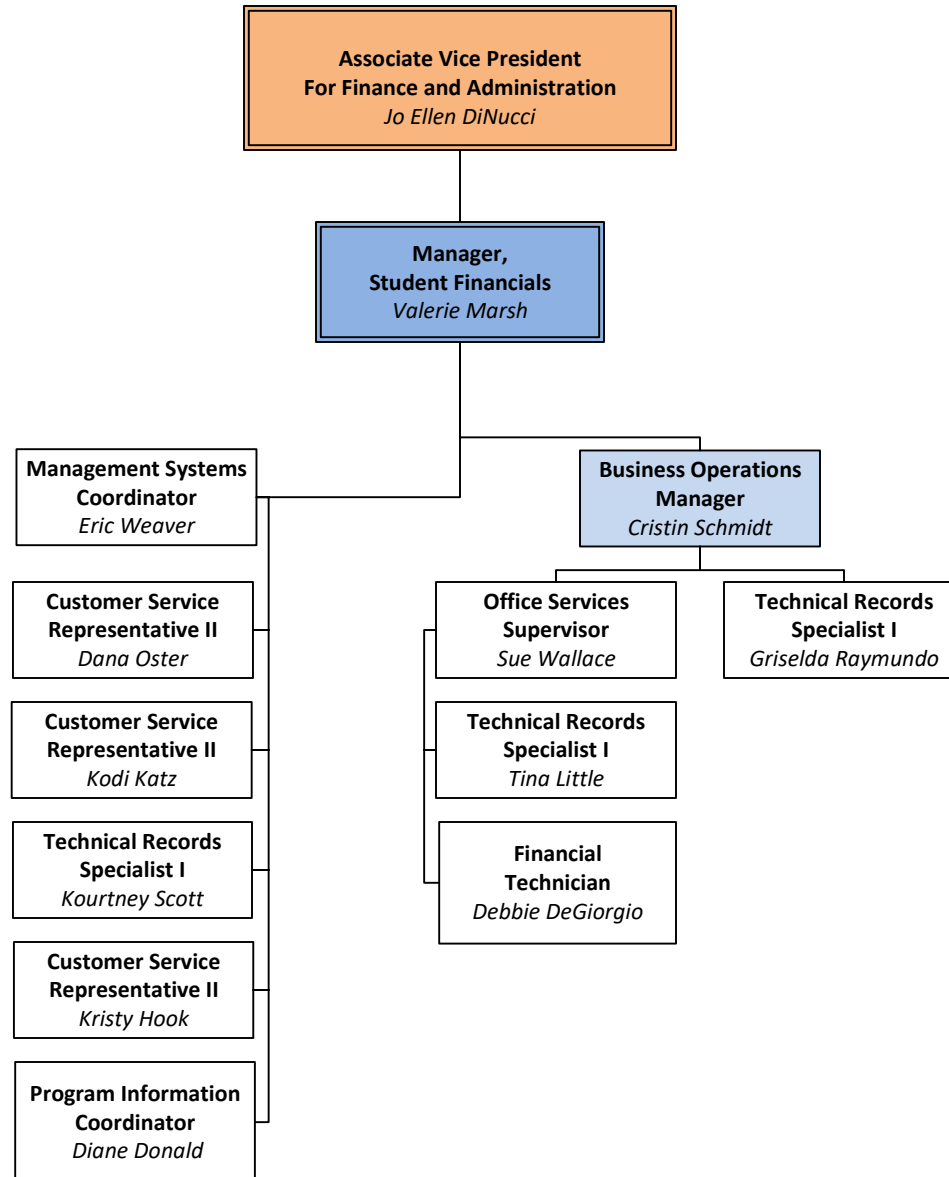 Associate Vice President
For Finance and Administration
Jo Ellen DiNucci
Manager,
Student Financials
Valerie Marsh
Management Systems
Coordinator
Eric Weaver
Customer Service
Representative II
Dana Oster
Customer Service
Representative II
Kodi Katz
Technical Records
Specialist I
Kourtney Scott
Customer Service
Representative II
Kristy Hook
Program Information
Coordinator
Diane Donald
Business Operations
Manager
Cristin Schmidt
Office Services
Supervisor
Sue Wallace
Technical Records
Specialist I
Tina Little
Financial
Technician
Debbie DeGiorgio
Technical Records
Specialist I
Griselda Raymundo